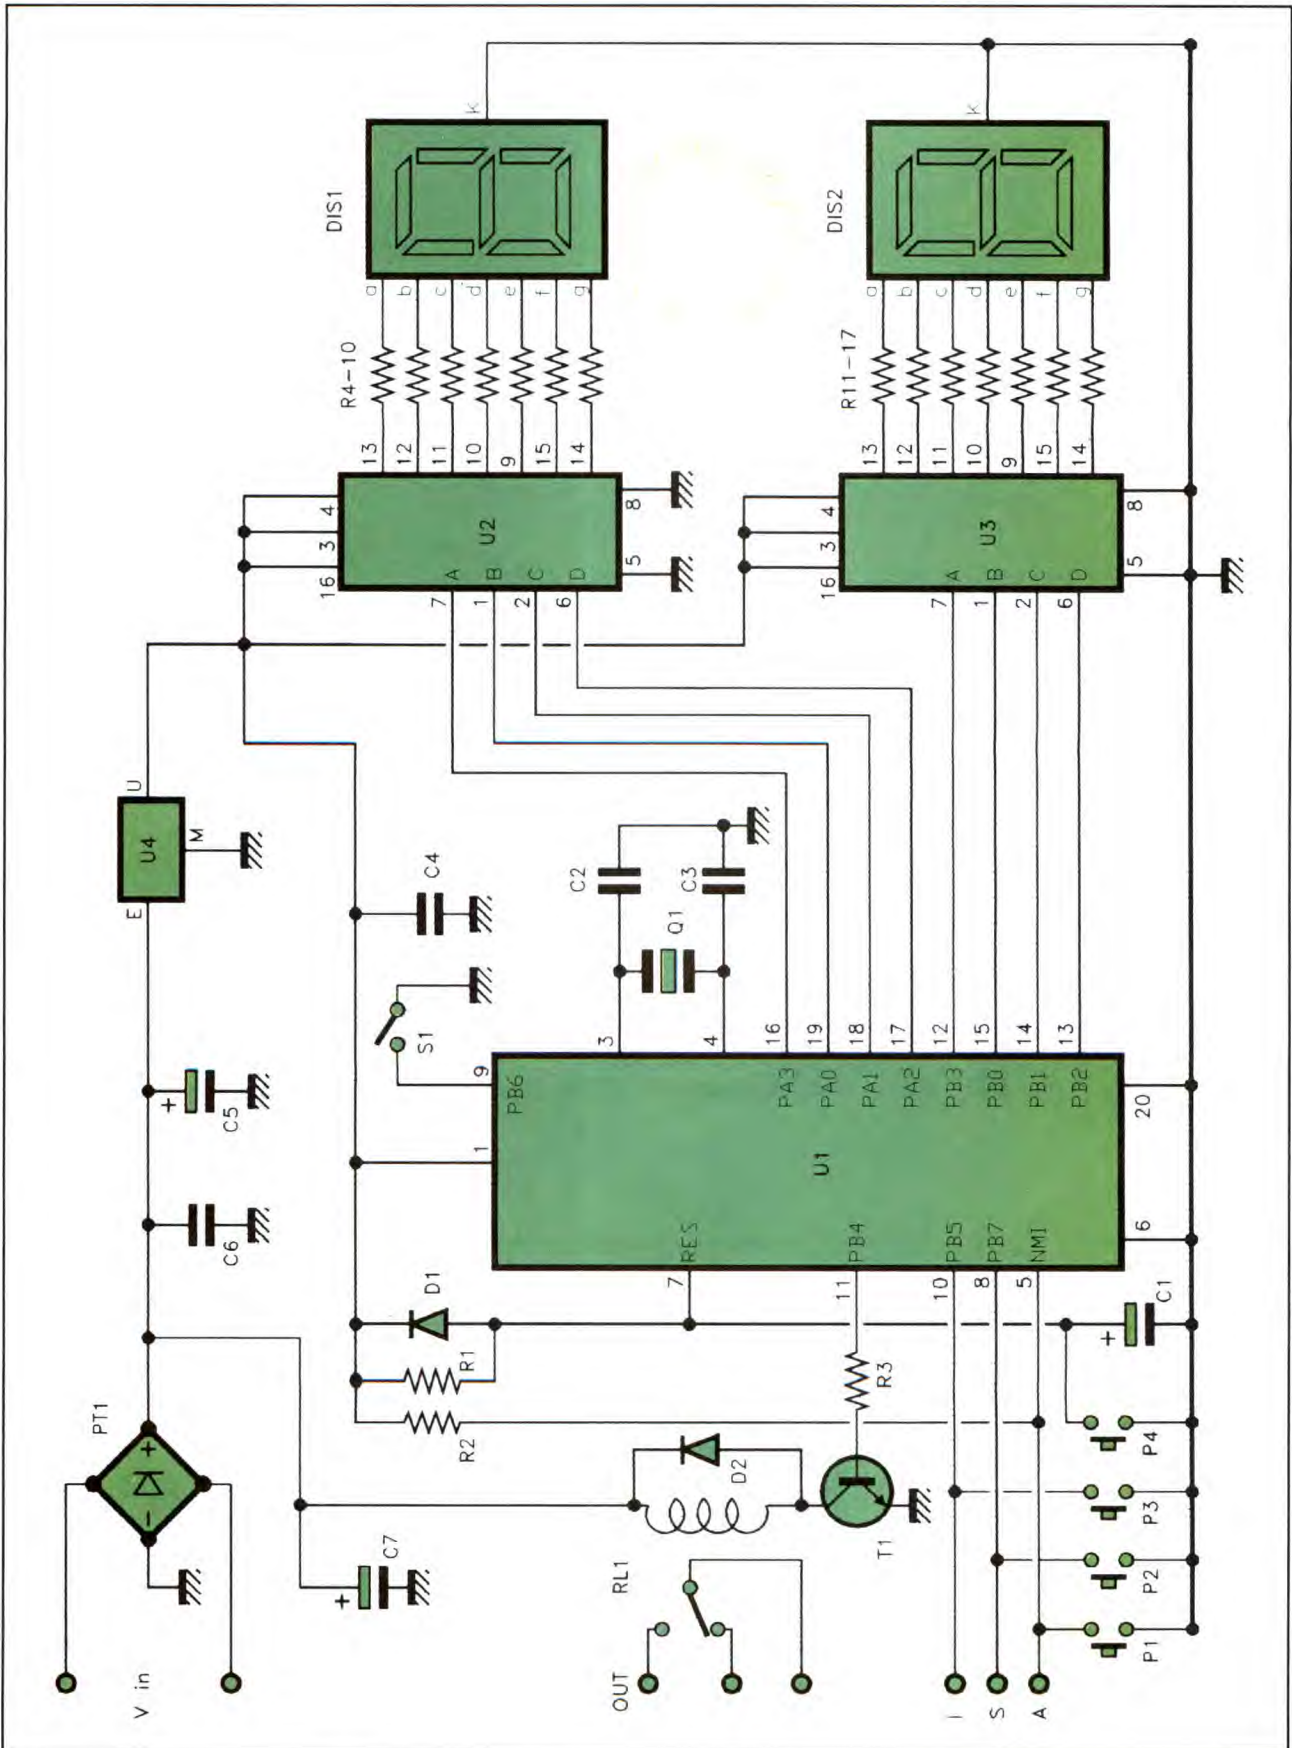 V in
PT1
+
-
C7
+
C6
C5
+
E
U4
U
M
RL1
OUT
D2
T1
R2
R1
D1
R3
C4
S1
U1
1
9
PB6
3
4
Q1
C2
C3
7
RES
11
PB4
10
PB5
8
PB7
5
NMI
PA3
16
PA0
19
PA1
18
PA2
17
PB3
12
PB0
15
PB1
14
PB2
13
6
20
C1
+
I
S
A
P1
P2
P3
P4
U2
16
3
4
7
A
1
B
2
C
6
D
5
8
13
12
11
10
9
15
14
R4-10
DIS1
a
b
c
d
e
f
g
k
U3
16
3
4
7
A
1
B
2
C
6
D
5
8
13
12
11
10
9
15
14
R11-17
DIS2
a
b
c
d
e
f
g
k